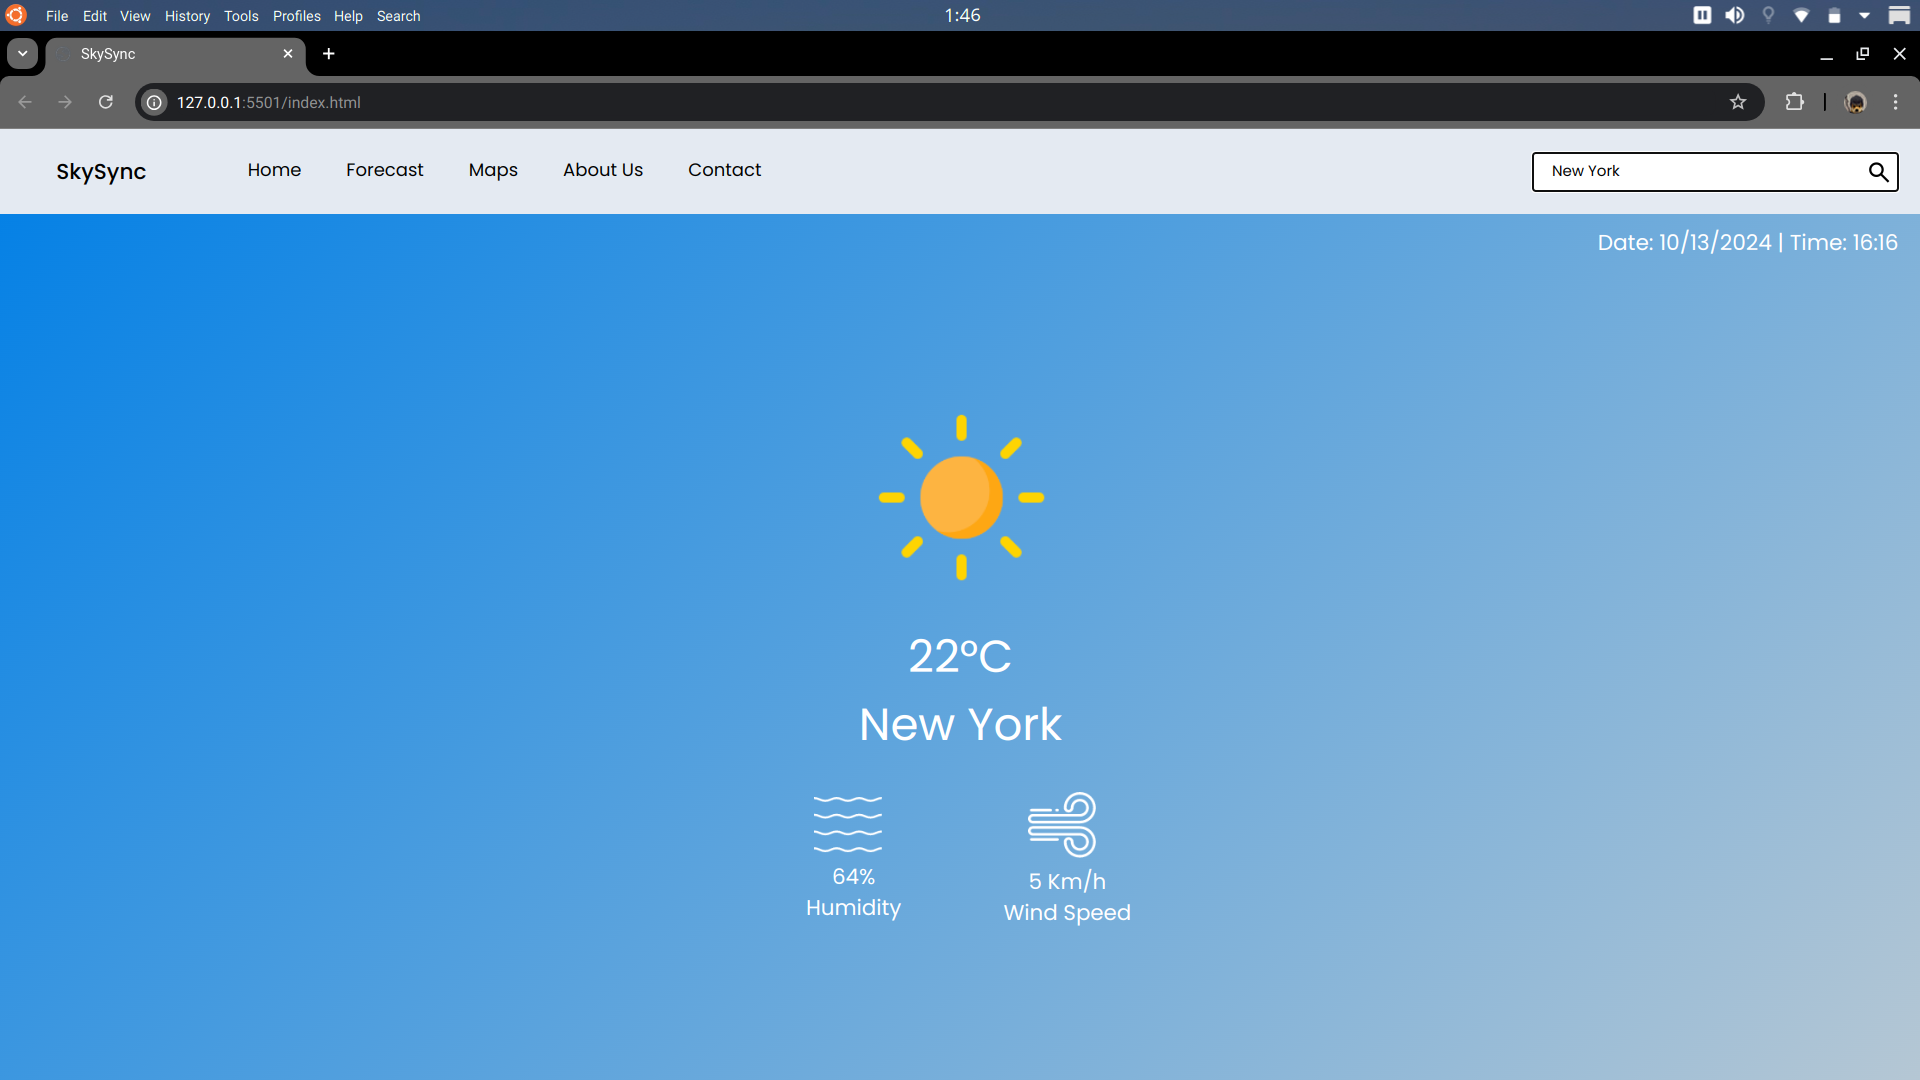 File Edit View History Tools Profiles Help Search
1:46
SkySync
127.0.0.1:5501/index.html
SkySync
Home Forecast Maps About Us Contact
New York
Date: 10/13/2024 | Time: 16:16
22°C
New York
64%
Humidity
5 Km/h
Wind Speed